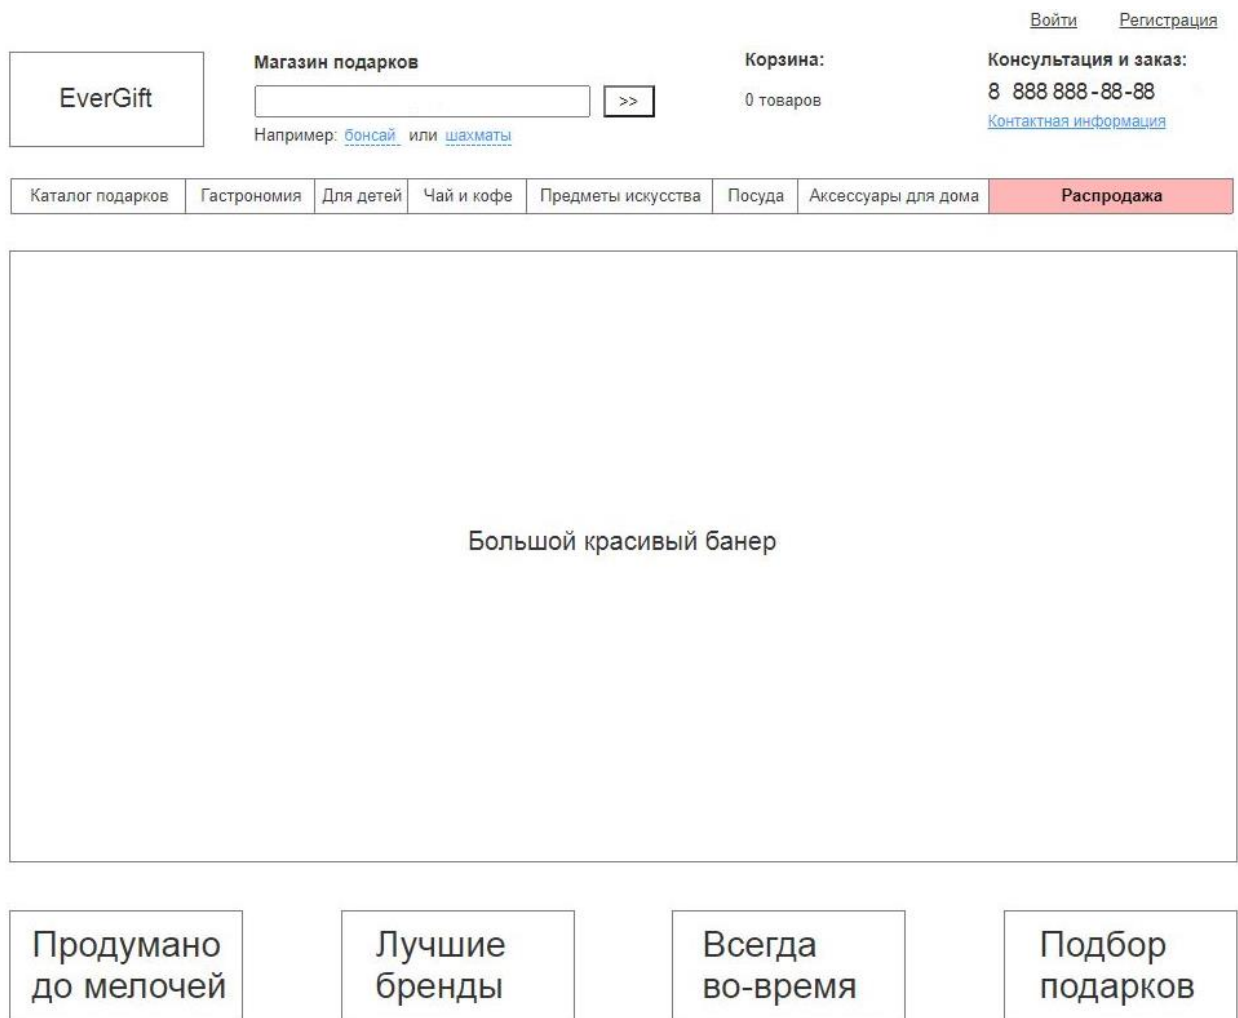 Войти Регистрация
EverGift
Магазин подарков
>>
Например: бонсай или шахматы
Корзина:
0 товаров
Консультация и заказ:
8 888 888-88-88
Контактная информация
Каталог подарков Гастрономия Для детей Чай и кофе Предметы искусства Посуда Аксессуары для дома Распродажа
Большой красивый банер
Продумано
до мелочей
Лучшие
бренды
Всегда
во-время
Подбор
подарков